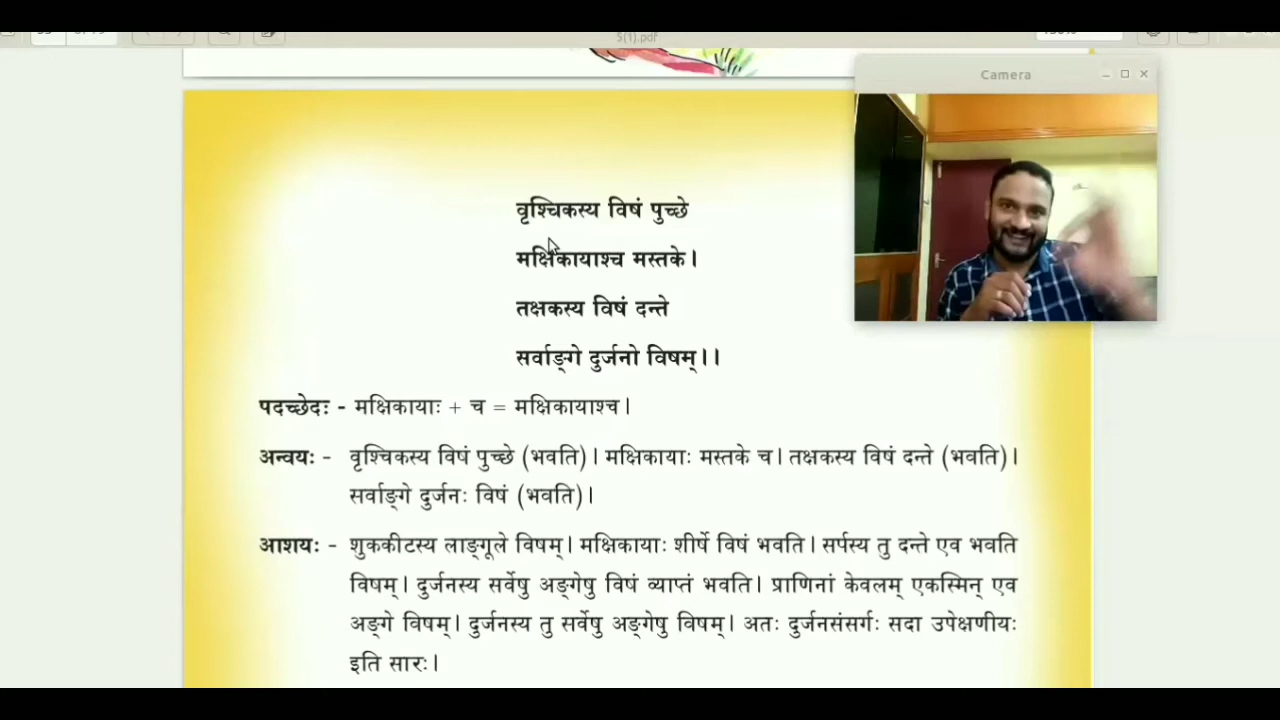 5(1).pdf
Camera
वृश्चिकस्य विषं पुच्छे
मक्षिकायाश्च मस्तके।
तक्षकस्य विषं दन्ते
सर्वाङ्गे दुर्जनो विषम्।।
पदच्छेदः - मक्षिकायाः + च = मक्षिकायाश्च।
अन्वयः - वृश्चिकस्य विषं पुच्छे (भवति)। मक्षिकायाः मस्तके च। तक्षकस्य विषं दन्ते (भवति)।
सर्वाङ्गे दुर्जनः विषं (भवति)।
आशयः - शुककीटस्य लाङ्गूले विषम्। मक्षिकायाः शीर्षे विषं भवति। सर्पस्य तु दन्ते एव भवति
विषम्। दुर्जनस्य सर्वेषु अङ्गेषु विषं व्याप्तं भवति। प्राणिनां केवलम् एकस्मिन् एव
अङ्गे विषम्। दुर्जनस्य तु सर्वेषु अङ्गेषु विषम्। अतः दुर्जनसंसर्गः सदा उपेक्षणीयः
इति सारः।